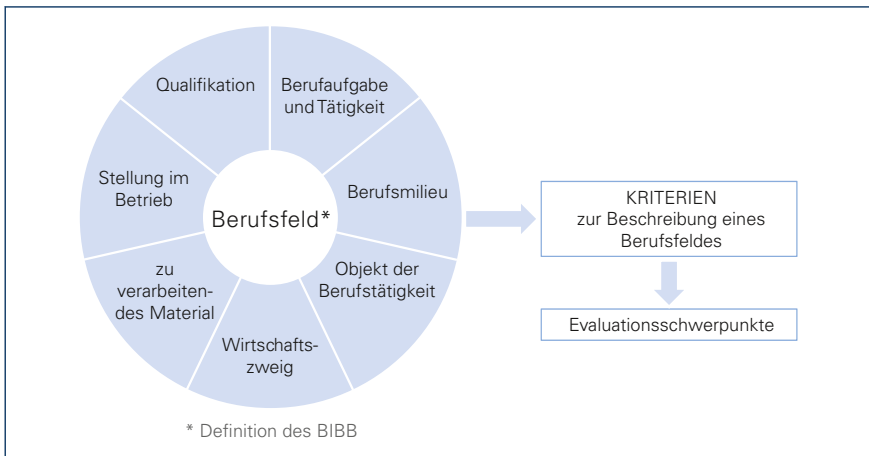 Qualifikation
Berufaufgabe
und Tätigkeit
Stellung im
Betrieb
Berufsmilieu
Berufsfeld*
zu
verarbeiten-
des Material
Objekt der
Berufstätigkeit
Wirtschafts-
zweig
* Definition des BIBB
KRITERIEN
zur Beschreibung eines
Berufsfeldes
Evaluationsschwerpunkte